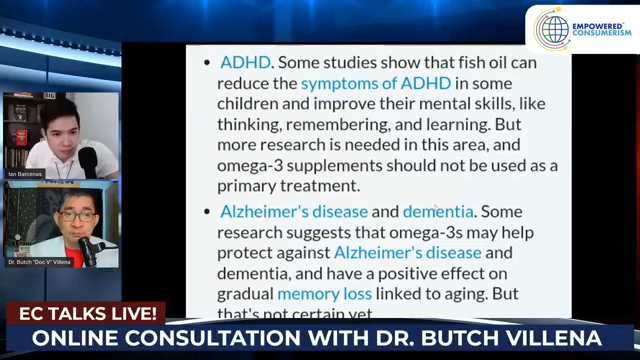 EMPOWERED
CONSUMERISM
• ADHD. Some studies show that fish oil can
reduce the symptoms of ADHD in some
children and improve their mental skills, like
thinking, remembering, and learning. But
more research is needed in this area, and
omega-3 supplements should not be used as a
primary treatment.
• Alzheimer's disease and dementia. Some
research suggests that omega-3s may help
protect against Alzheimer's disease and
dementia, and have a positive effect on
gradual memory loss linked to aging. But
that's not certain yet
Ian Barcenas
Dr. Butch "Doc V" Villena
EC TALKS LIVE!
ONLINE CONSULTATION WITH DR. BUTCH VILLENA